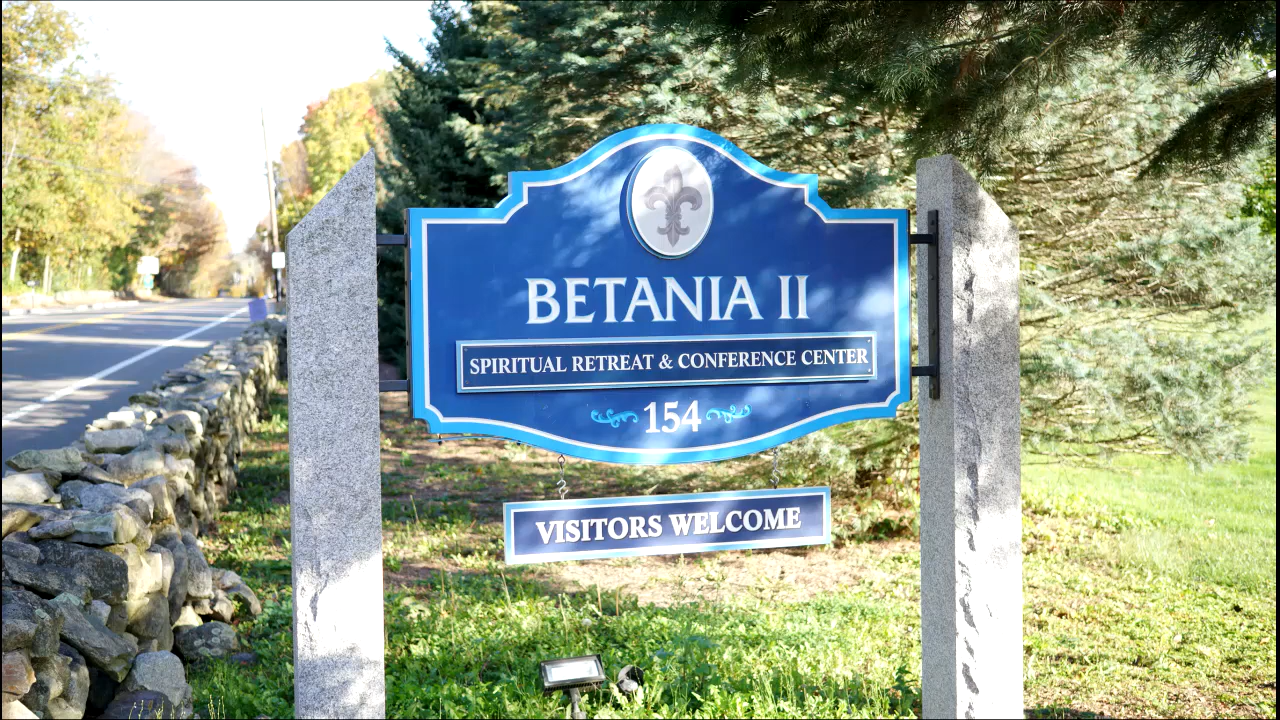 BETANIA II
SPIRITUAL RETREAT & CONFERENCE CENTER
154
VISITORS WELCOME